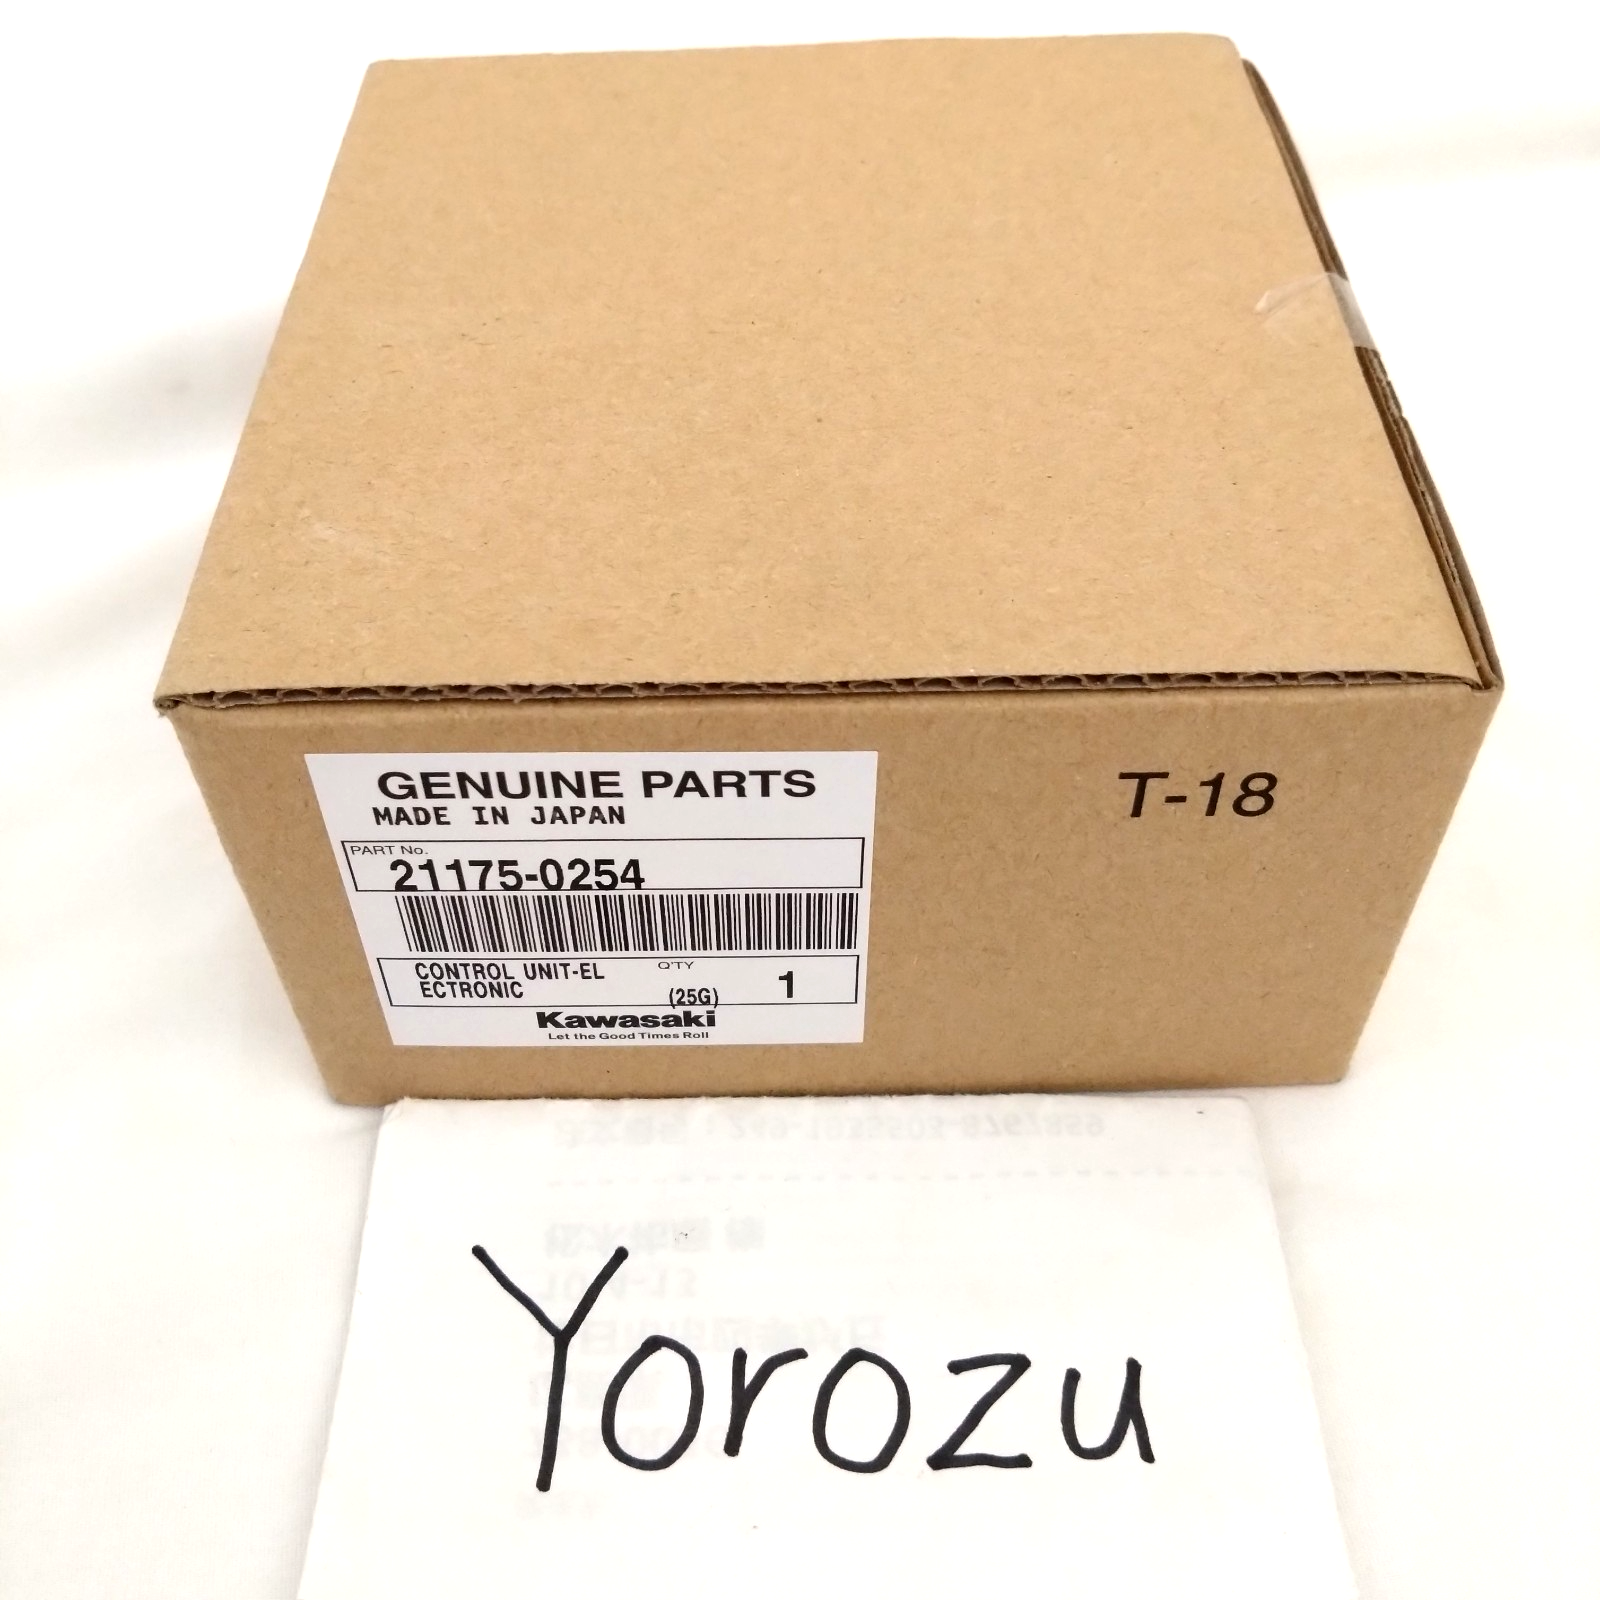 GENUINE PARTS
MADE IN JAPAN
PART No.
21175-0254
CONTROL UNIT-EL
ECTRONIC
Q'TY
(25G)
1
Kawasaki
Let the Good Times Roll
T-18
Yorozu